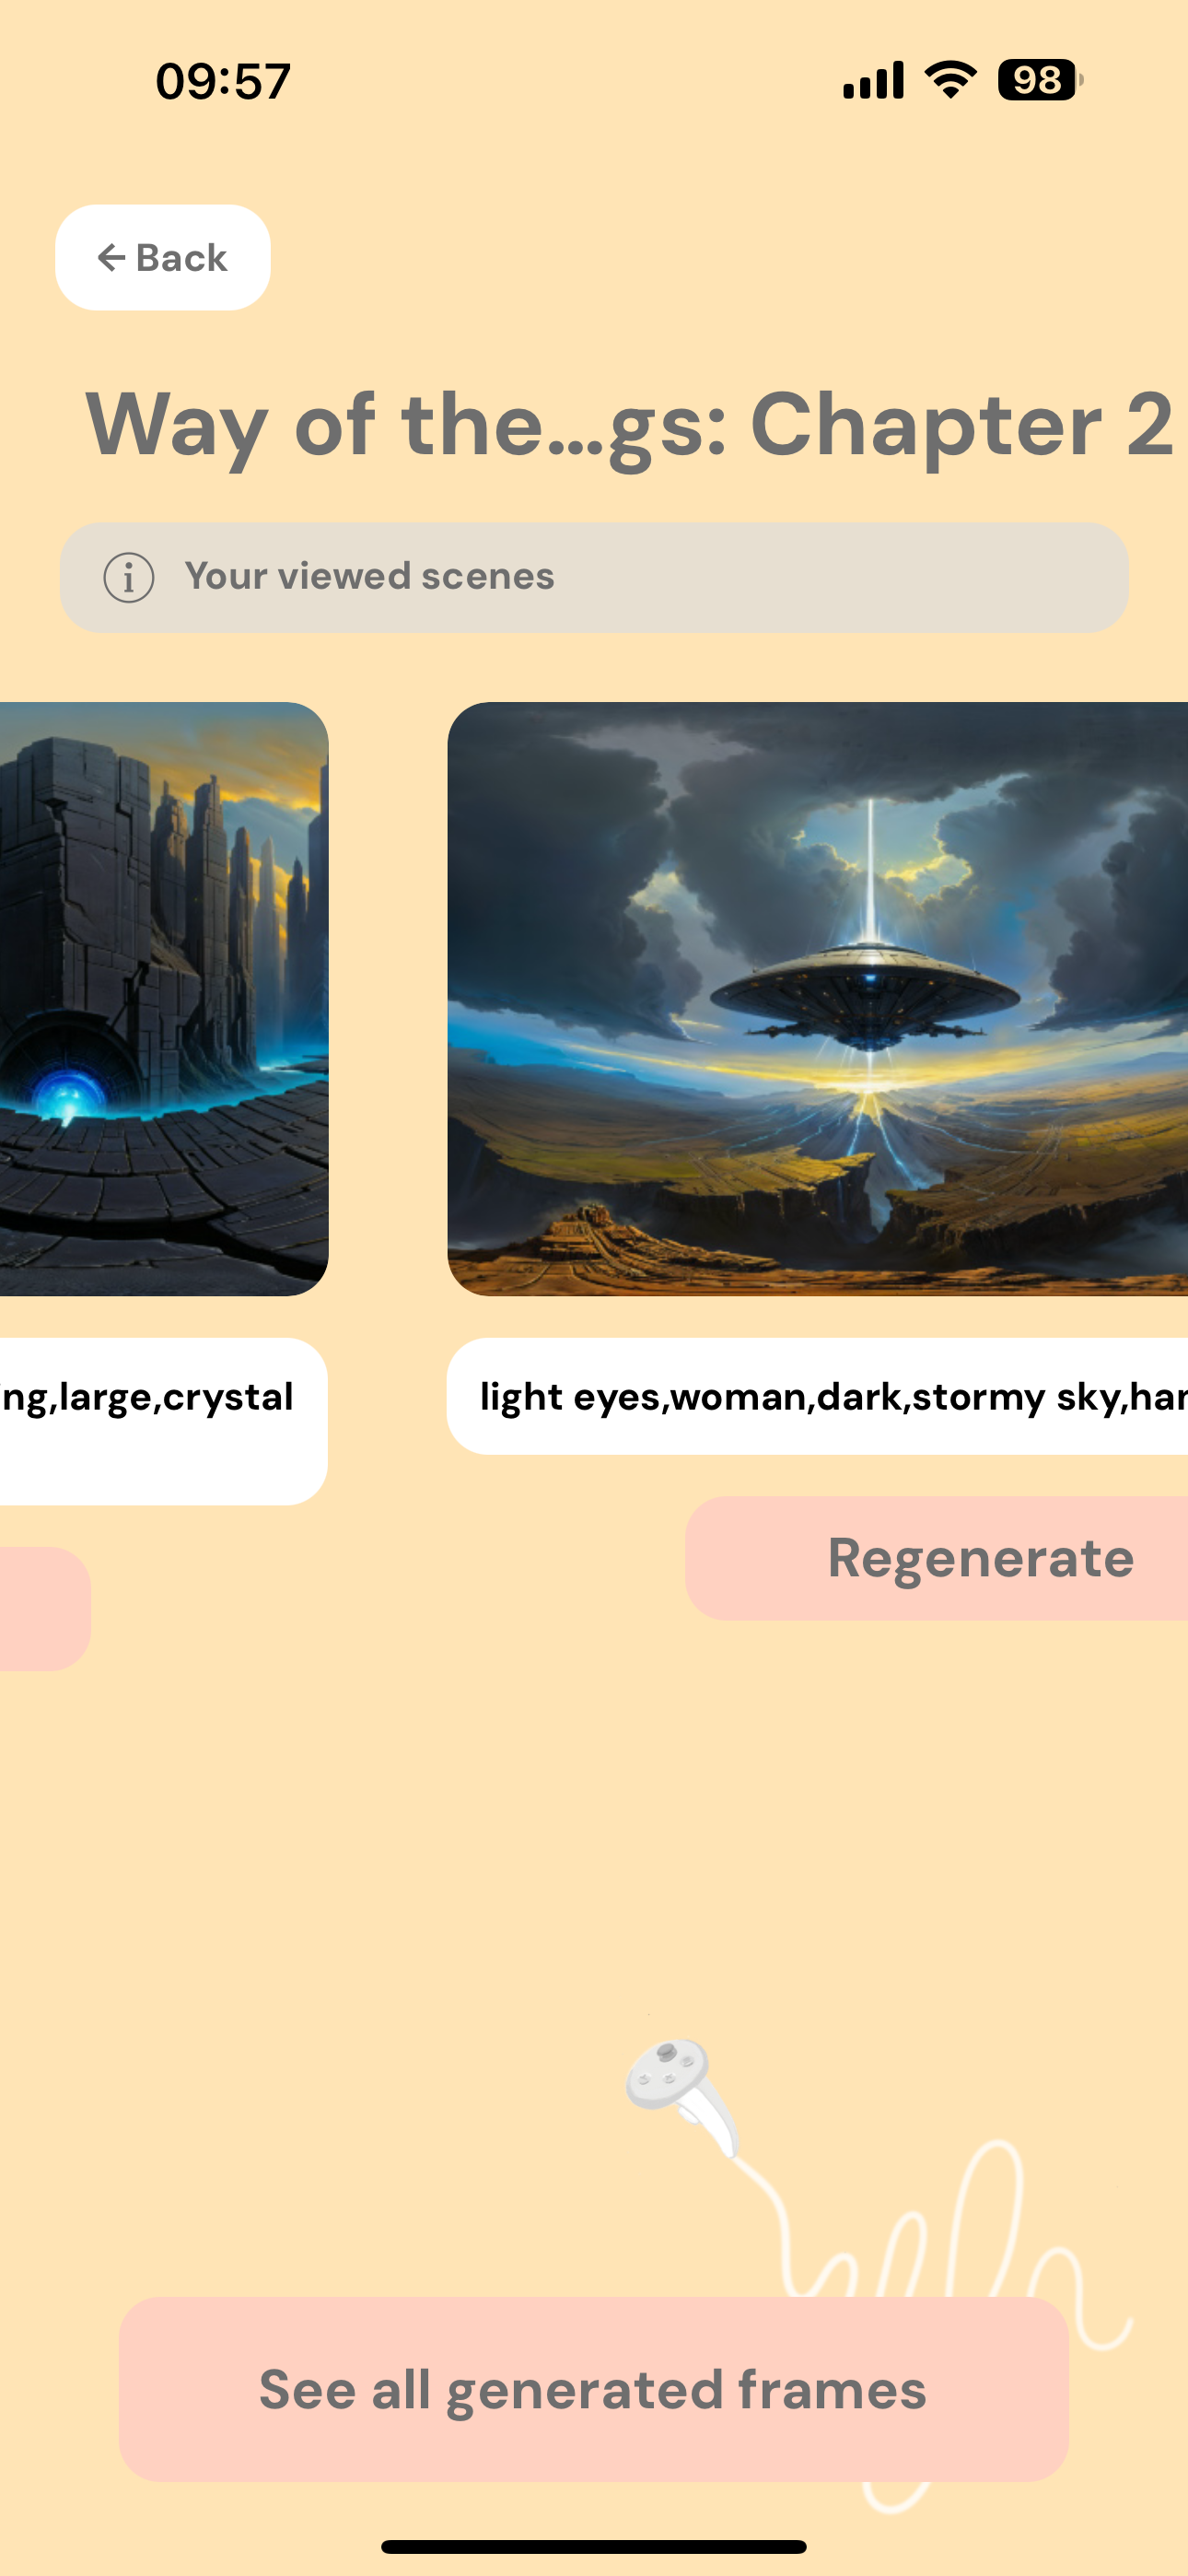 09:57
98
← Back
Way of the...gs: Chapter 2
Your viewed scenes
ng,large,crystal
light eyes,woman,dark,stormy sky,har
Regenerate
See all generated frames